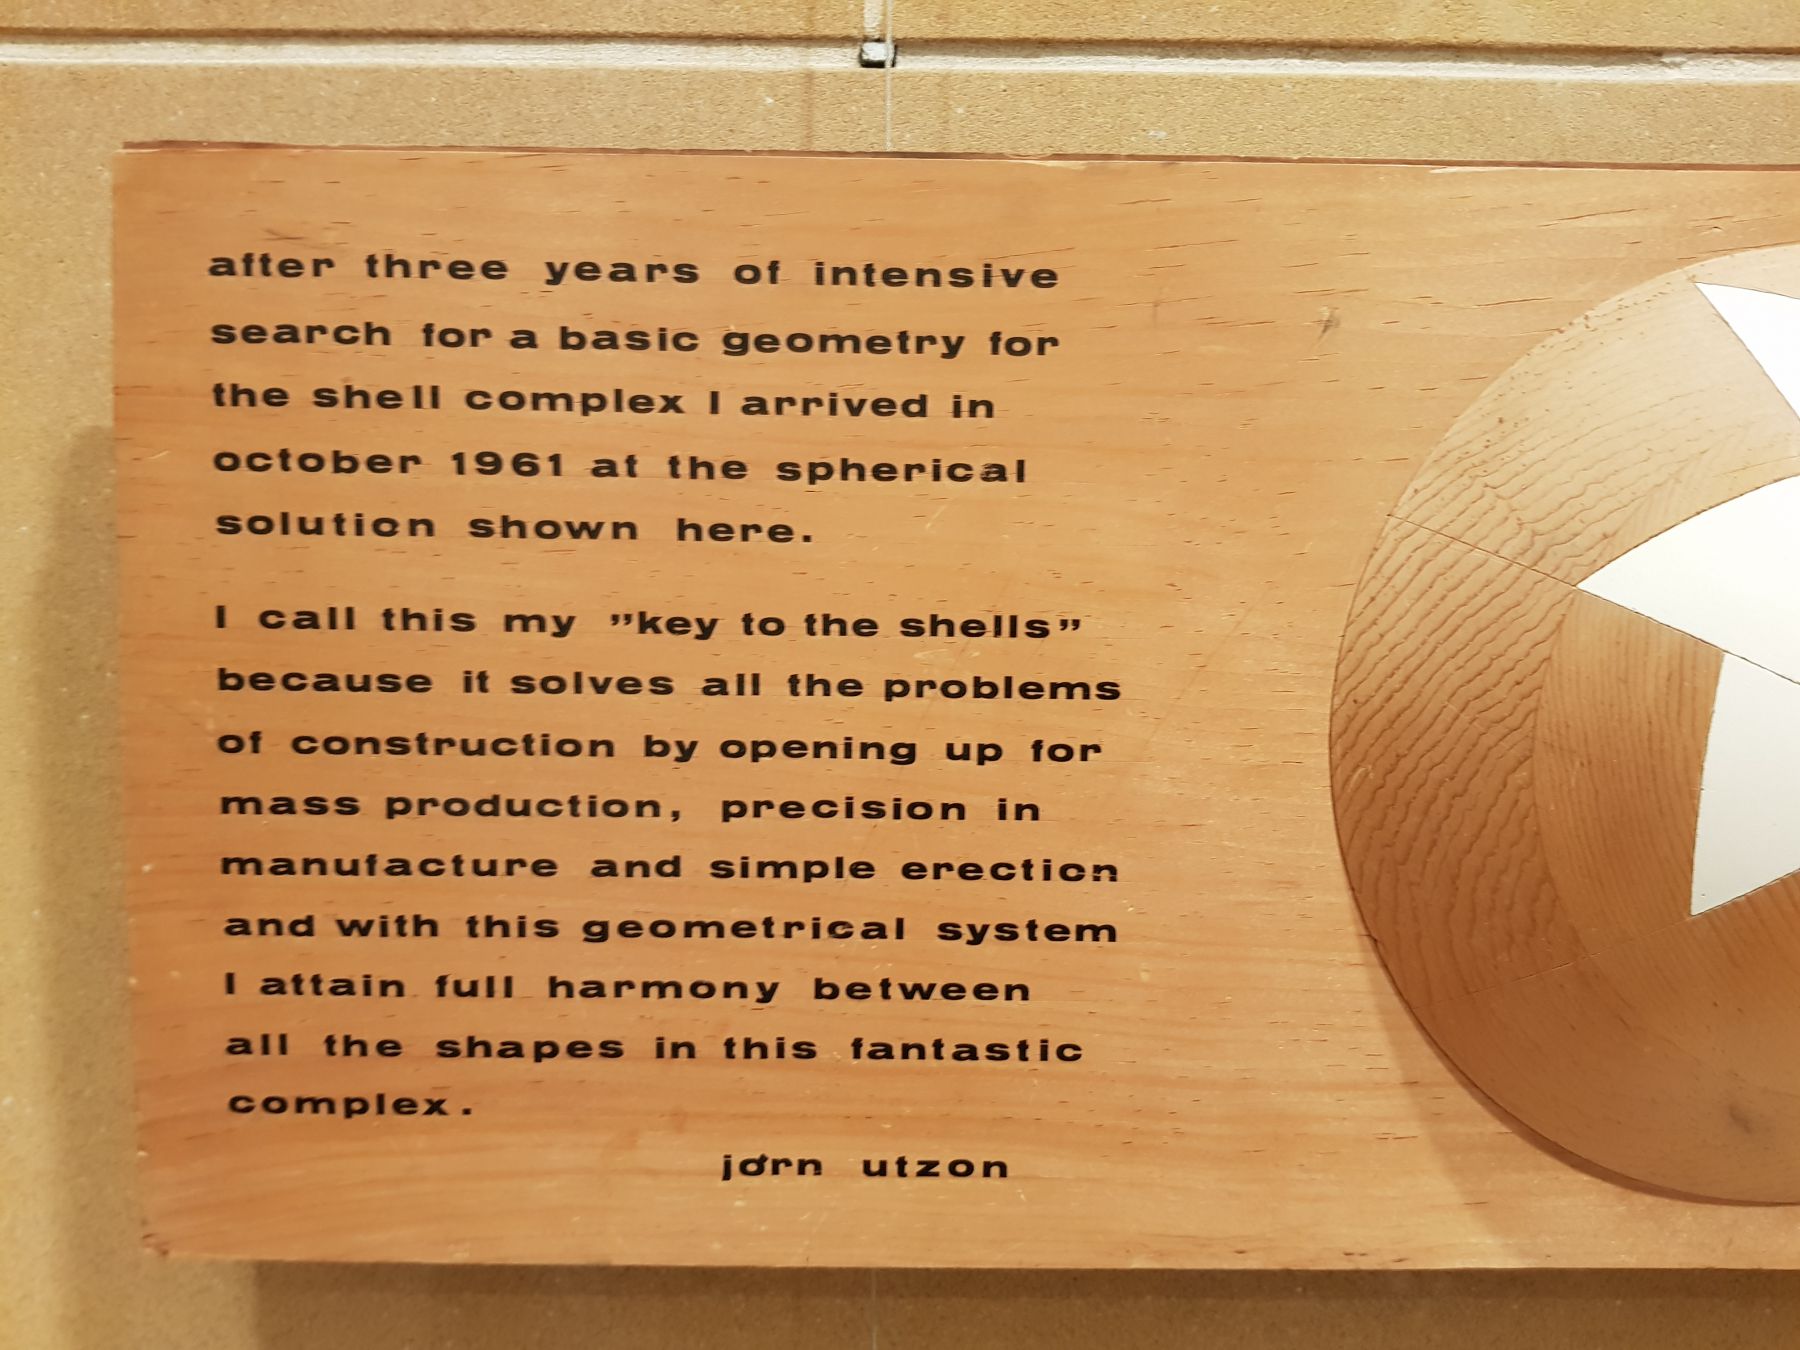 after three years of intensive
search for a basic geometry for
the shell complex I arrived in
october 1961 at the spherical
solution shown here.
I call this my ”key to the shells”
because it solves all the problems
of construction by opening up for
mass production, precision in
manufacture and simple erection
and with this geometrical system
I attain full harmony between
all the shapes in this fantastic
complex.
jørn utzon